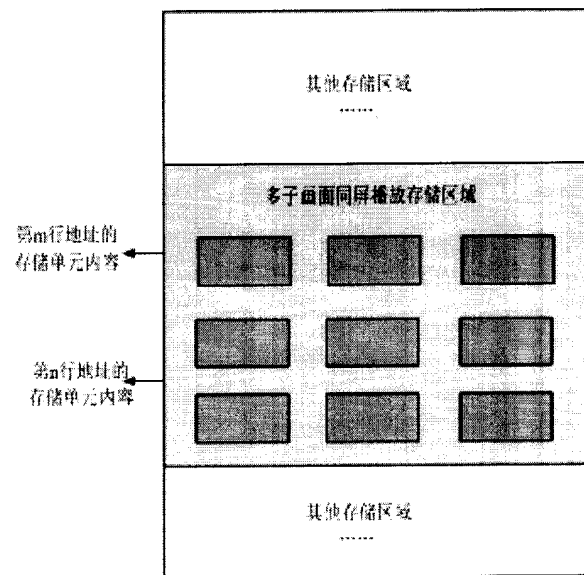 其他存储区域
……
多子画面同屏播放存储区域
第m行地址的
存储单元内容
第n行地址的
存储单元内容
其他存储区域
……